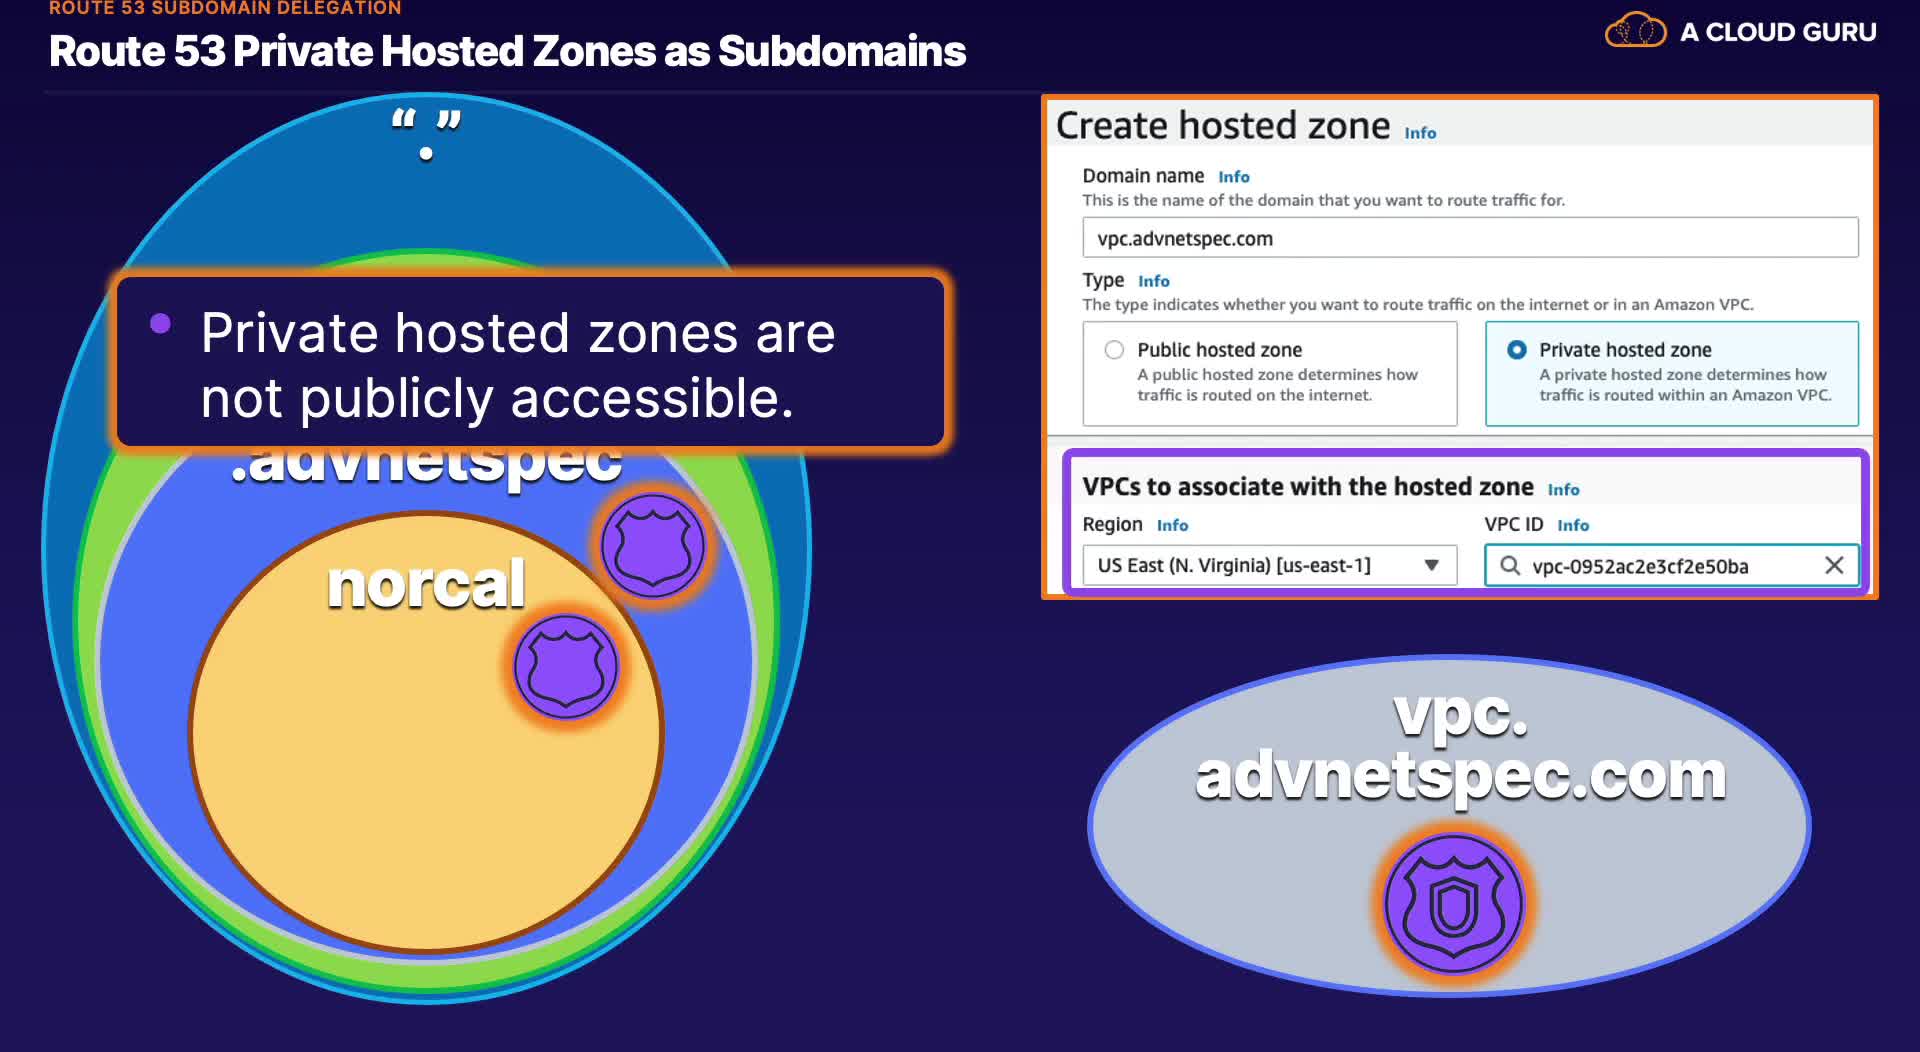 ROUTE 53 SUBDOMAIN DELEGATION
Route 53 Private Hosted Zones as Subdomains
A CLOUD GURU
“.”
Private hosted zones are
not publicly accessible.
.advnetspec
norcal
Create hosted zone Info
Domain name Info
This is the name of the domain that you want to route traffic for.
vpc.advnetspec.com
Type Info
The type indicates whether you want to route traffic on the internet or in an Amazon VPC.
Public hosted zone
A public hosted zone determines how
traffic is routed on the internet.
Private hosted zone
A private hosted zone determines how
traffic is routed within an Amazon VPC.
VPCs to associate with the hosted zone Info
Region Info
US East (N. Virginia) [us-east-1]
VPC ID Info
vpc-0952ac2e3cf2e50ba
vpc.
advnetspec.com